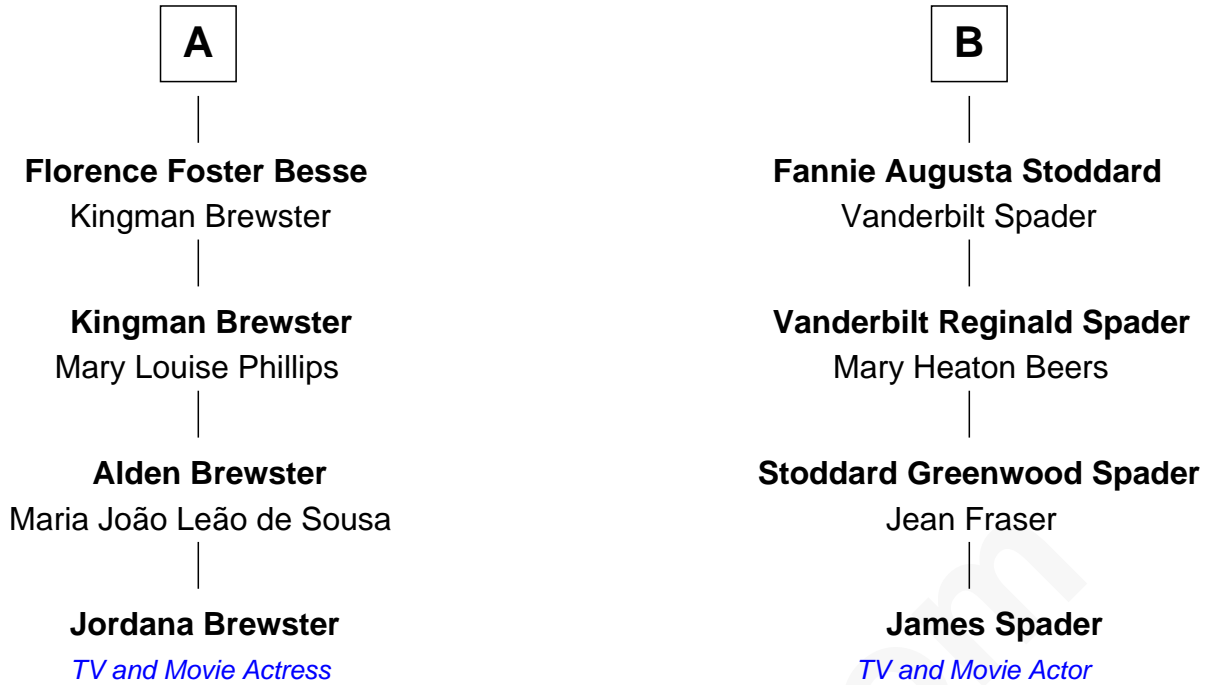 A
Florence Foster Besse
Kingman Brewster
Kingman Brewster
Mary Louise Phillips
Alden Brewster
Maria João Leão de Sousa
Jordana Brewster
TV and Movie Actress
B
Fannie Augusta Stoddard
Vanderbilt Spader
Vanderbilt Reginald Spader
Mary Heaton Beers
Stoddard Greenwood Spader
Jean Fraser
James Spader
TV and Movie Actor